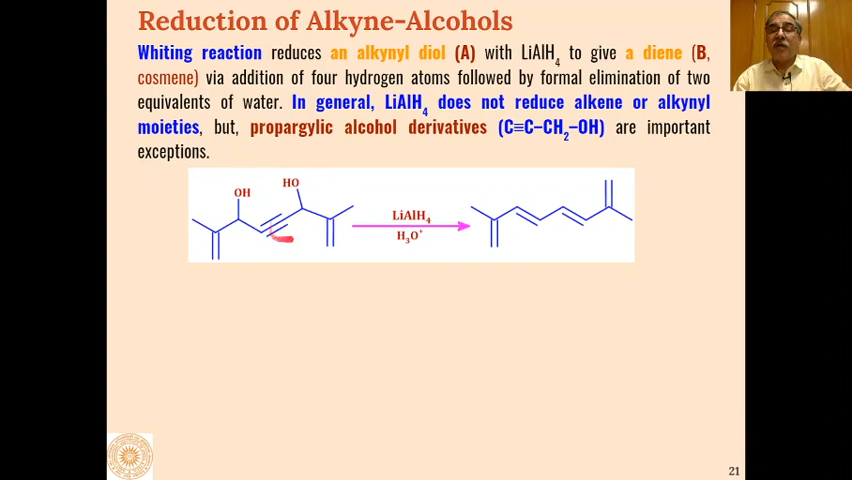 Reduction of Alkyne-Alcohols
Whiting reaction reduces an alkynyl diol (A) with LiAlH4 to give a diene (B,
cosmene) via addition of four hydrogen atoms followed by formal elimination of two
equivalents of water. In general, LiAlH4 does not reduce alkene or alkynyl
moieties, but, propargylic alcohol derivatives (C≡C–CH2–OH) are important
exceptions.
HO
OH
LiAlH4
H3O+
21